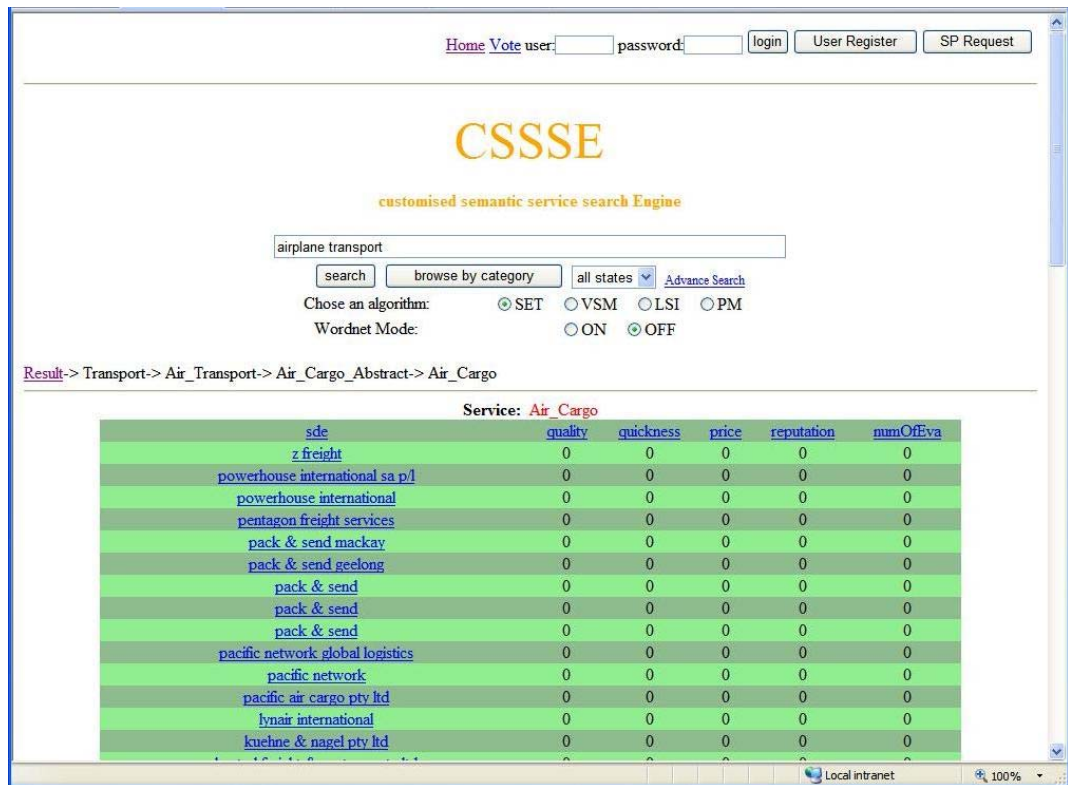 Home Vote user: password: login User Register SP Request
CSSSE
customised semantic service search Engine
airplane transport
search browse by category all states Advance Search
Chose an algorithm: SET VSM LSI PM
Wordnet Mode: ON OFF
Result-> Transport-> Air_Transport-> Air_Cargo_Abstract-> Air_Cargo
Service: Air_Cargo
sde quality quickness price reputation numOfEva
z freight 0 0 0 0 0
powerhouse international sa p/l 0 0 0 0 0
powerhouse international 0 0 0 0 0
pentagon freight services 0 0 0 0 0
pack & send mackay 0 0 0 0 0
pack & send geelong 0 0 0 0 0
pack & send 0 0 0 0 0
pack & send 0 0 0 0 0
pack & send 0 0 0 0 0
pacific network global logistics 0 0 0 0 0
pacific network 0 0 0 0 0
pacific air cargo pty ltd 0 0 0 0 0
lynair international 0 0 0 0 0
kuehne & nagel pty ltd 0 0 0 0 0
Local intranet 100%